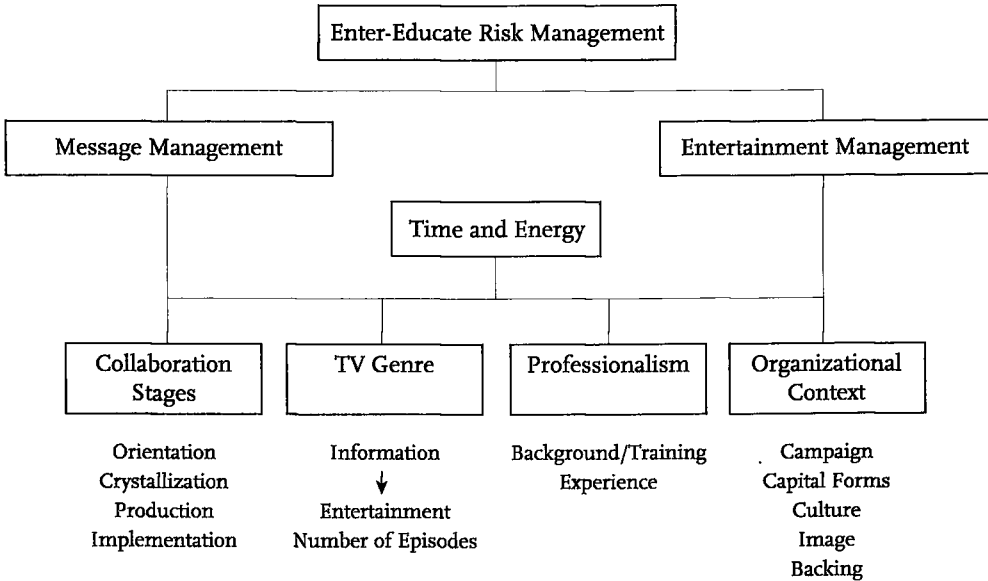 Enter-Educate Risk Management
Message Management
Entertainment Management
Time and Energy
Collaboration
Stages
TV Genre
Professionalism
Organizational
Context
Orientation
Crystallization
Production
Implementation
Information
Entertainment
Number of Episodes
Background/Training
Experience
Campaign
Capital Forms
Culture
Image
Backing